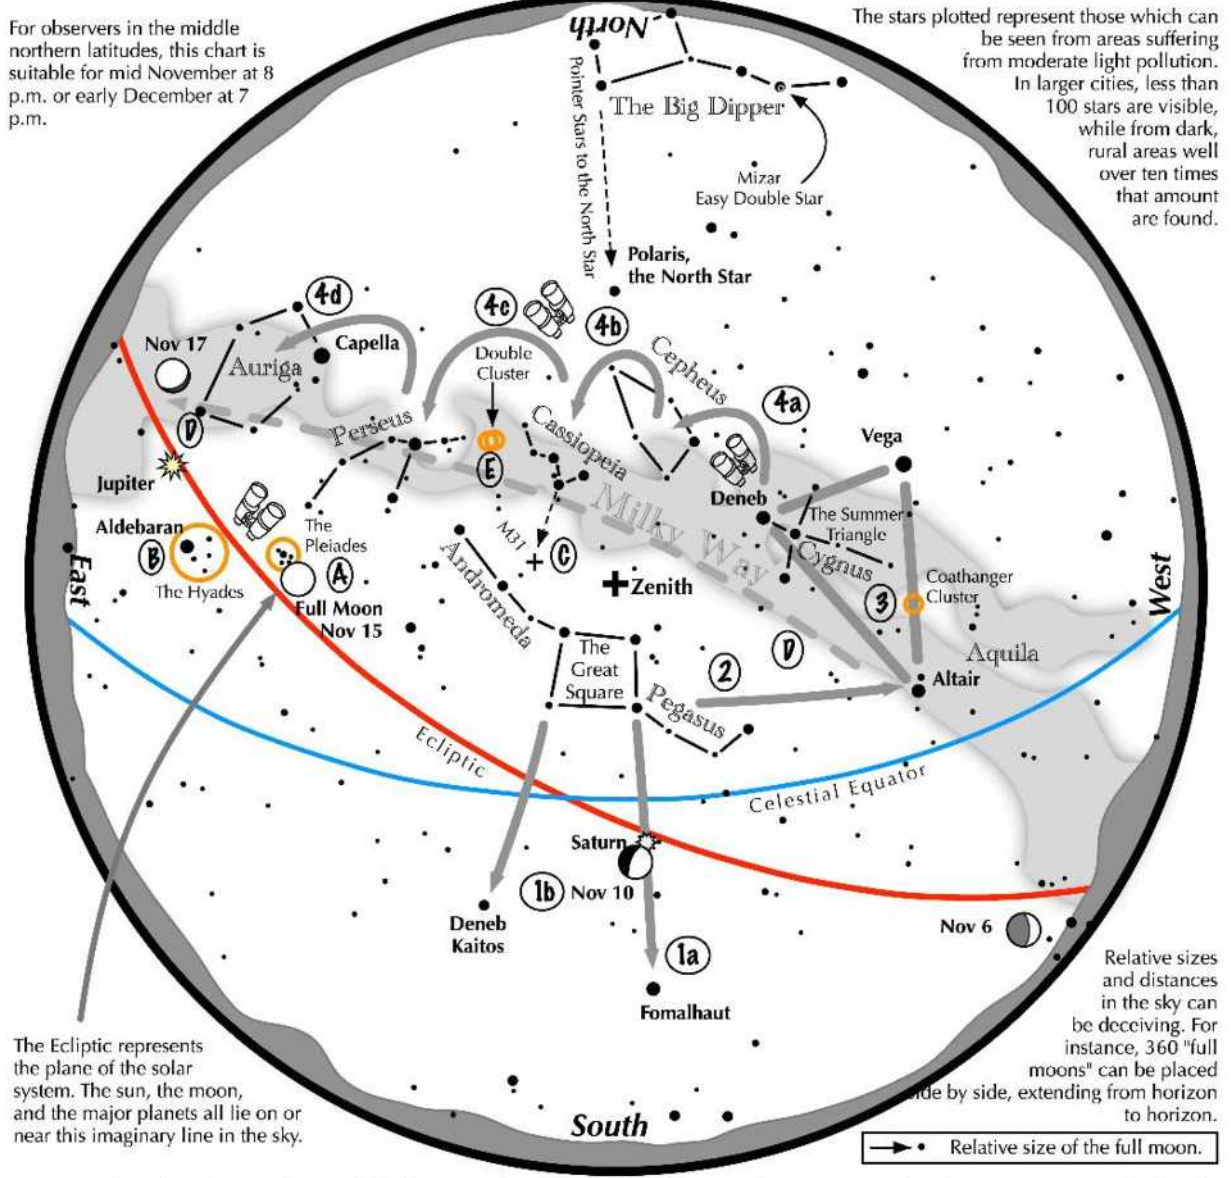 For observers in the middle
northern latitudes, this chart is
suitable for mid November at 8
p.m. or early December at 7
p.m.
North
The stars plotted represent those which can
be seen from areas suffering
from moderate light pollution.
In larger cities, less than
100 stars are visible,
while from dark,
rural areas well
over ten times
that amount
are found.
The Big Dipper
Pointer Stars to the North Star
Mizar
Easy Double Star
Polaris,
the North Star
4d
4c
4b
Nov 17
Capella
Auriga
Double
Cluster
Cepheus
4a
Perseus
Cassiopeia
Vega
D
E
Jupiter
Deneb
Milky Way
The Summer
Triangle
Cygnus
Aldebaran
B
The Hyades
The
Pleiades
A
M31
C
Andromeda
Zenith
East
West
Coathanger
Cluster
3
Full Moon
Nov 15
The
Great
Square
Pegasus
2
D
Aquila
Altair
Ecliptic
Celestial Equator
Saturn
1b
Nov 10
Deneb
Kaitos
1a
Fomalhaut
Nov 6
Relative sizes
and distances
in the sky can
be deceiving. For
instance, 360 "full
moons" can be placed
side by side, extending from horizon
to horizon.
The Ecliptic represents
the plane of the solar
system. The sun, the moon,
and the major planets all lie on or
near this imaginary line in the sky.
South
Relative size of the full moon.